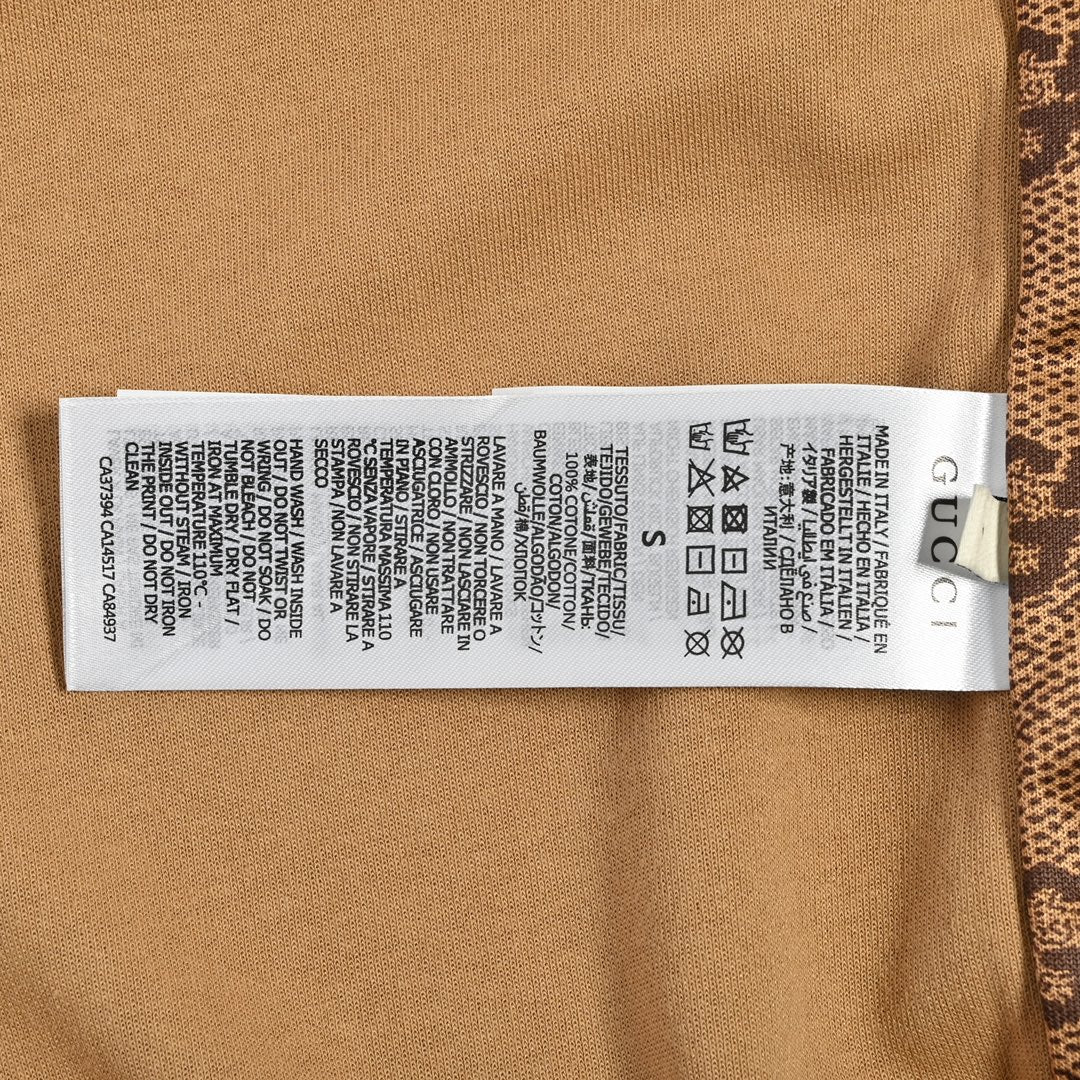 GUCCI
MADE IN ITALY / FABRIQUÉ EN
ITALIE / HECHO EN ITALIA /
HERGESTELLT IN ITALIEN /
FABRICADO EM ITÁLIA /
イタリア製 / صنع في إيطاليا /
产地: 意大利 / СДЕЛАНО В
ИТАЛИИ
S
TESSUTO/FABRIC/TISSU/
TEJIDO/GEWEBE/TECIDO/
表地/قماش/面料/ТКАНЬ:
100% COTONE/COTTON/
COTON/ALGODON/
BAUMWOLLE/ALGODÃO/コットン/
قطن/棉/ХЛОПОК
LAVARE A MANO / LAVARE A
ROVESCIO / NON TORCERE O
STRIZZARE / NON LASCIARE IN
AMMOLLO / NON TRATTARE
CON CLORO / NON USARE
ASCIUGATRICE / ASCIUGARE
IN PIANO / STIRARE A
TEMPERATURA MASSIMA 110
°C SENZA VAPORE / STIRARE A
ROVESCIO / NON STIRARE LA
STAMPA /NON LAVARE A
SECCO
HAND WASH / WASH INSIDE
OUT / DO NOT TWIST OR
WRING / DO NOT SOAK / DO
NOT BLEACH / DO NOT
TUMBLE DRY / DRY FLAT /
IRON AT MAXIMUM
TEMPERATURE 110°C -
WITHOUT STEAM / IRON
INSIDE OUT / DO NOT IRON
THE PRINT / DO NOT DRY
CLEAN
CA37394 CA14517 CA84937